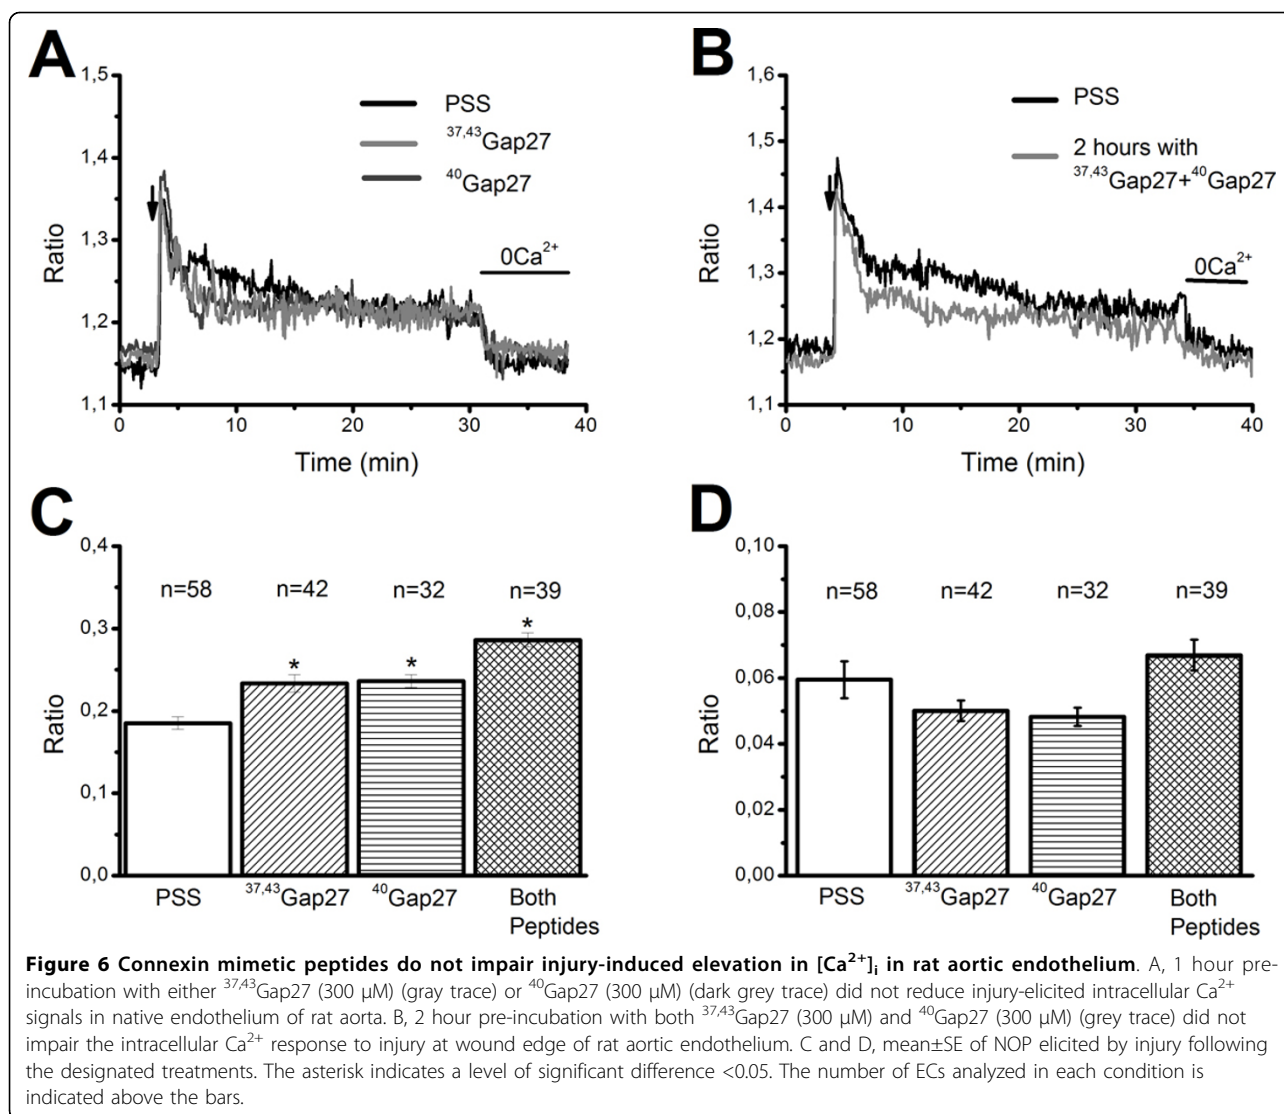 A
1,5
1,4
1,3
1,2
1,1
Ratio
PSS
37,43Gap27
40Gap27
0Ca2+
0 10 20 30 40
Time (min)
B
1,6
1,5
1,4
1,3
1,2
1,1
Ratio
PSS
2 hours with
37,43Gap27+40Gap27
0Ca2+
0 10 20 30 40
Time (min)
C
0,4
0,3
0,2
0,1
0,0
Ratio
n=58 n=42 n=32 n=39
* * *
PSS 37,43Gap27 40Gap27 Both
Peptides
D
0,10
0,08
0,06
0,04
0,02
0,00
Ratio
n=58 n=42 n=32 n=39
PSS 37,43Gap27 40Gap27 Both
Peptides
Figure 6 Connexin mimetic peptides do not impair injury-induced elevation in [Ca2+]i in rat aortic endothelium. A, 1 hour pre-
incubation with either 37,43Gap27 (300 μM) (gray trace) or 40Gap27 (300 μM) (dark grey trace) did not reduce injury-elicited intracellular Ca2+
signals in native endothelium of rat aorta. B, 2 hour pre-incubation with both 37,43Gap27 (300 μM) and 40Gap27 (300 μM) (grey trace) did not
impair the intracellular Ca2+ response to injury at wound edge of rat aortic endothelium. C and D, mean±SE of NOP elicited by injury following
the designated treatments. The asterisk indicates a level of significant difference <0.05. The number of ECs analyzed in each condition is
indicated above the bars.